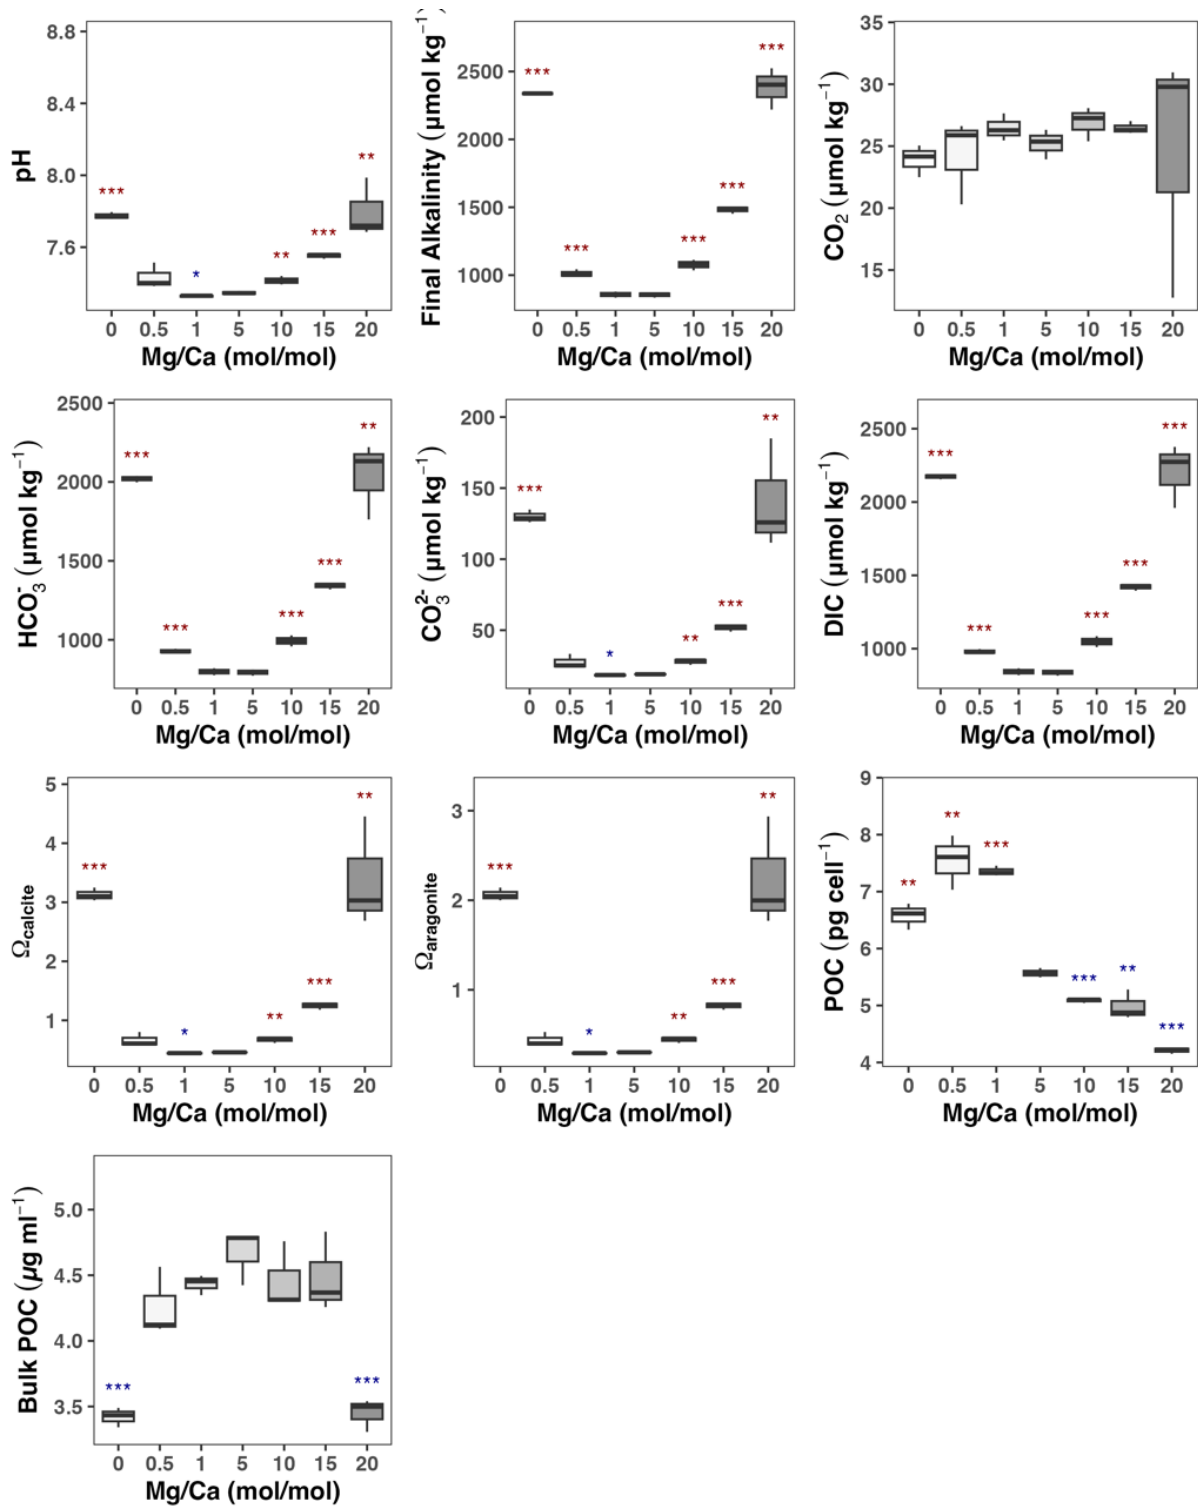 pH
8.8
8.4
8.0
7.6
***
*
**
***
**
0 0.5 1 5 10 15 20
Mg/Ca (mol/mol)
Final Alkalinity (µmol kg⁻¹)
2500
2000
1500
1000
***
***
***
***
***
0 0.5 1 5 10 15 20
Mg/Ca (mol/mol)
CO₂ (µmol kg⁻¹)
35
30
25
20
15
0 0.5 1 5 10 15 20
Mg/Ca (mol/mol)
HCO₃⁻ (µmol kg⁻¹)
2500
2000
1500
1000
***
***
***
***
**
0 0.5 1 5 10 15 20
Mg/Ca (mol/mol)
CO₃²⁻ (µmol kg⁻¹)
200
150
100
50
***
*
**
***
**
0 0.5 1 5 10 15 20
Mg/Ca (mol/mol)
DIC (µmol kg⁻¹)
2500
2000
1500
1000
***
***
***
***
***
0 0.5 1 5 10 15 20
Mg/Ca (mol/mol)
Ωcalcite
5
4
3
2
1
***
*
**
***
**
0 0.5 1 5 10 15 20
Mg/Ca (mol/mol)
Ωaragonite
3
2
1
***
*
**
***
**
0 0.5 1 5 10 15 20
Mg/Ca (mol/mol)
POC (pg cell⁻¹)
9
8
7
6
5
4
**
**
***
***
**
***
0 0.5 1 5 10 15 20
Mg/Ca (mol/mol)
Bulk POC (µg ml⁻¹)
5.0
4.5
4.0
3.5
***
***
0 0.5 1 5 10 15 20
Mg/Ca (mol/mol)